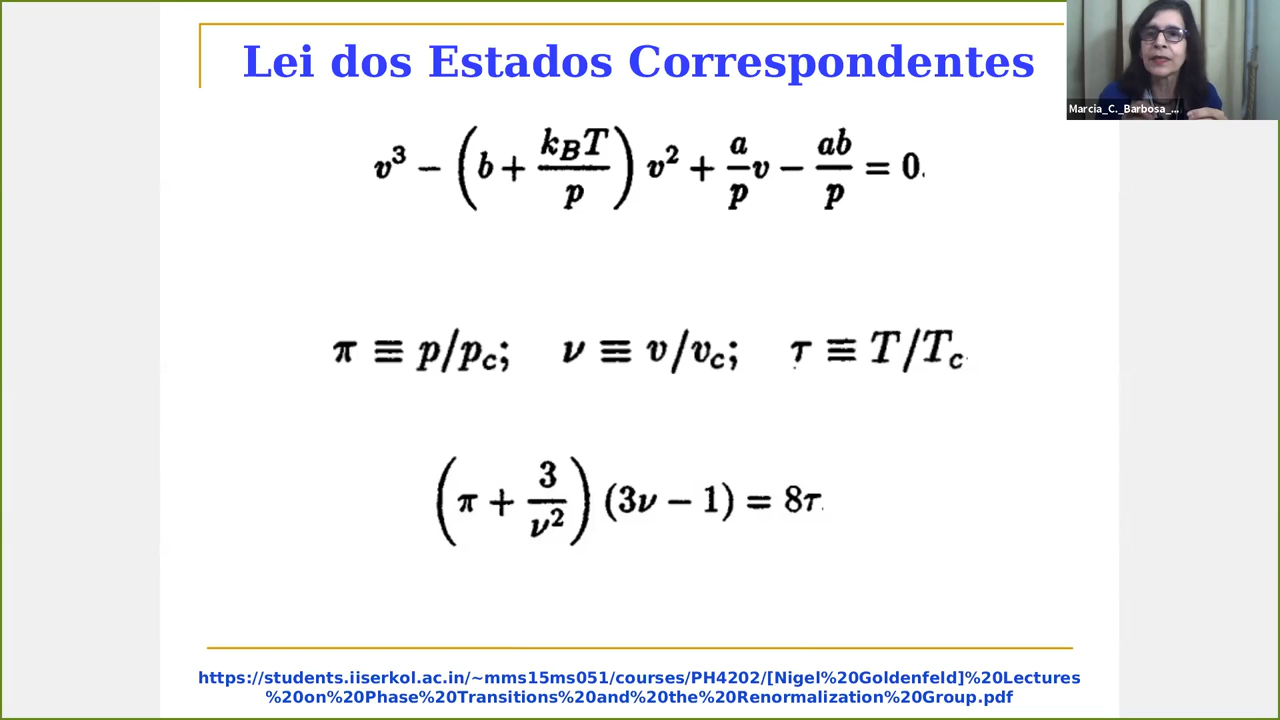 Lei dos Estados Correspondentes
Marcia_C._Barbosa_...
v³ − (b + k_BT/p) v² + a/p v − ab/p = 0.
π ≡ p/p_c; ν ≡ v/v_c; τ ≡ T/T_c
(π + 3/ν²) (3ν − 1) = 8τ.
https://students.iiserkol.ac.in/~mms15ms051/courses/PH4202/[Nigel%20Goldenfeld]%20Lectures
%20on%20Phase%20Transitions%20and%20the%20Renormalization%20Group.pdf